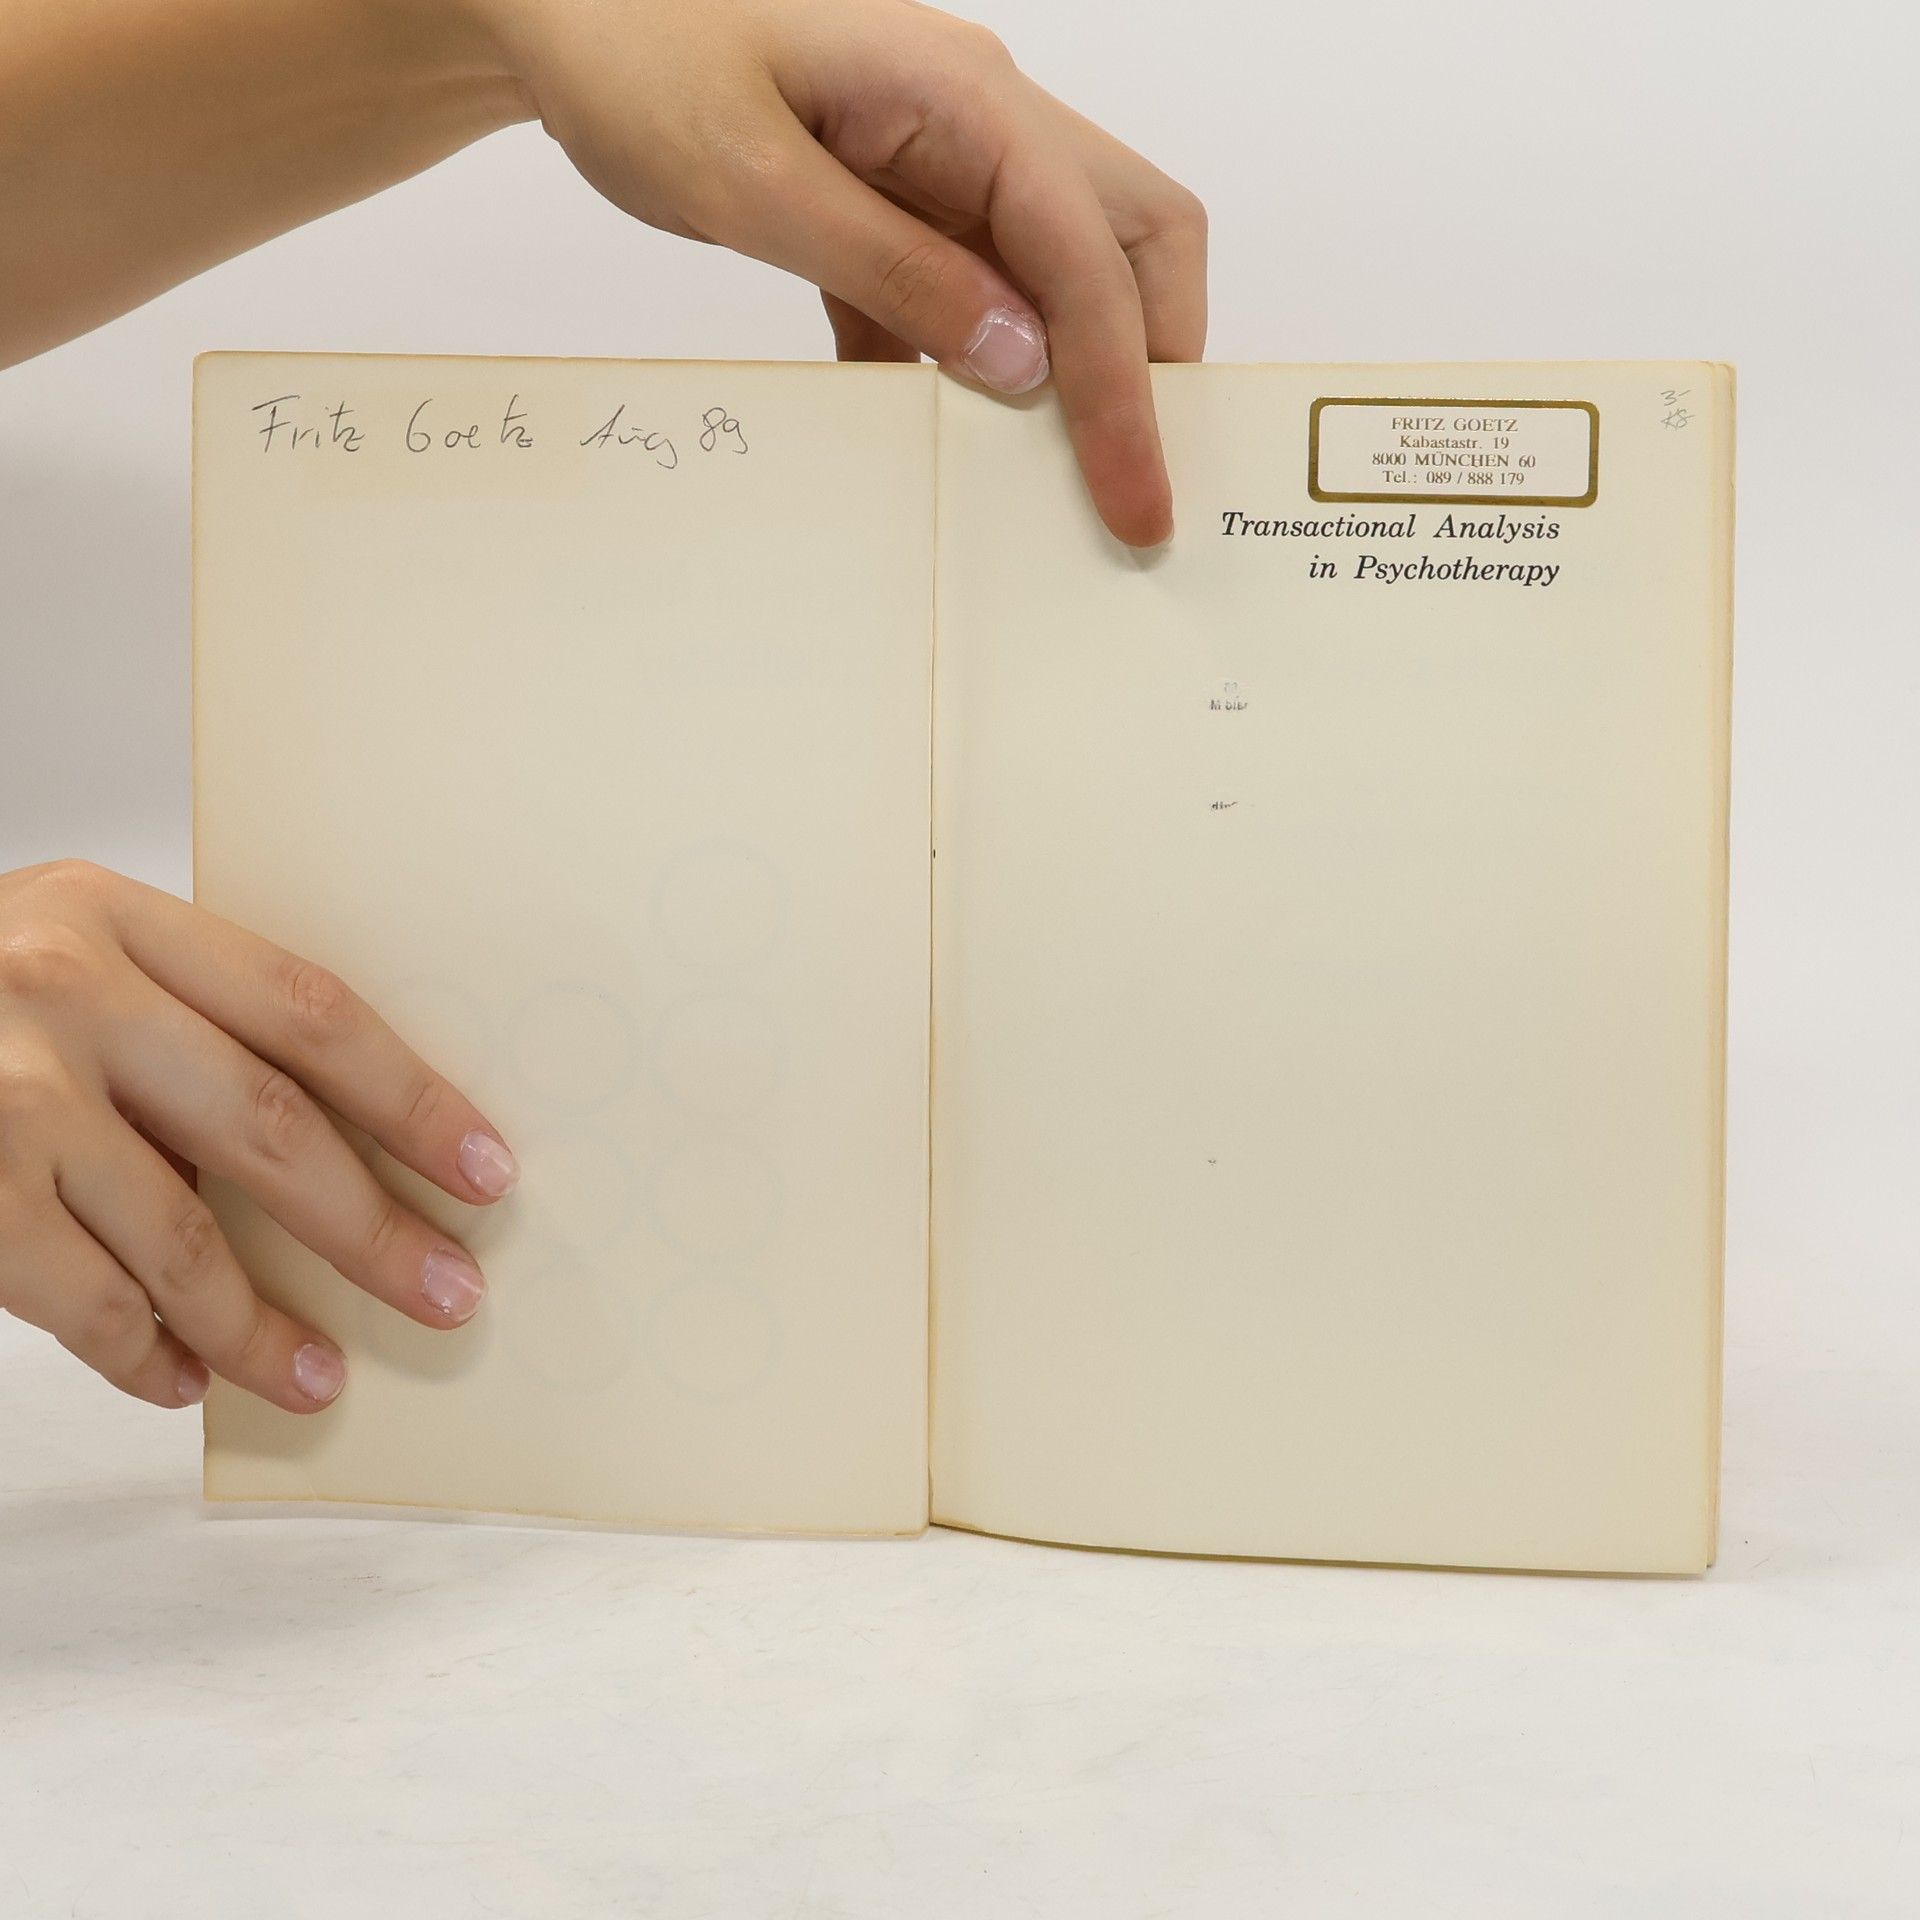 Fritz Goetz Aug 89
FRITZ GOETZ
Kabastastr. 19
8000 MÜNCHEN 60
Tel.: 089 / 888 179
Transactional Analysis
in Psychotherapy
3-